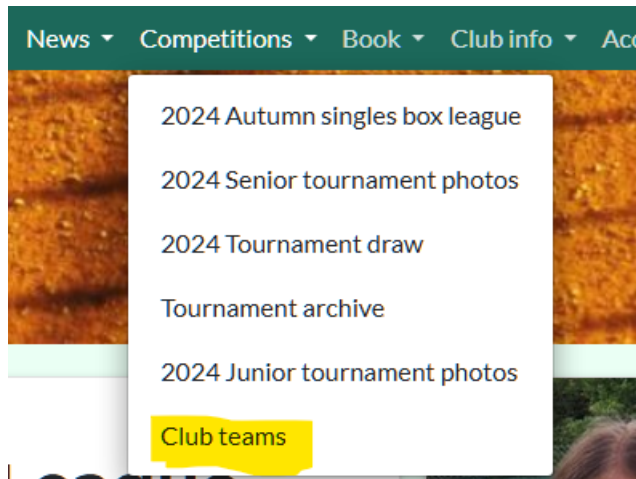 News Competitions Book Club info
2024 Autumn singles box league
2024 Senior tournament photos
2024 Tournament draw
Tournament archive
2024 Junior tournament photos
Club teams